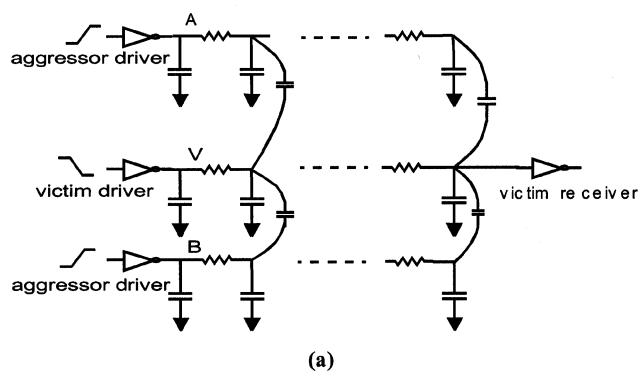 A
aggressor driver
V
victim driver
victim receiver
B
aggressor driver
(a)